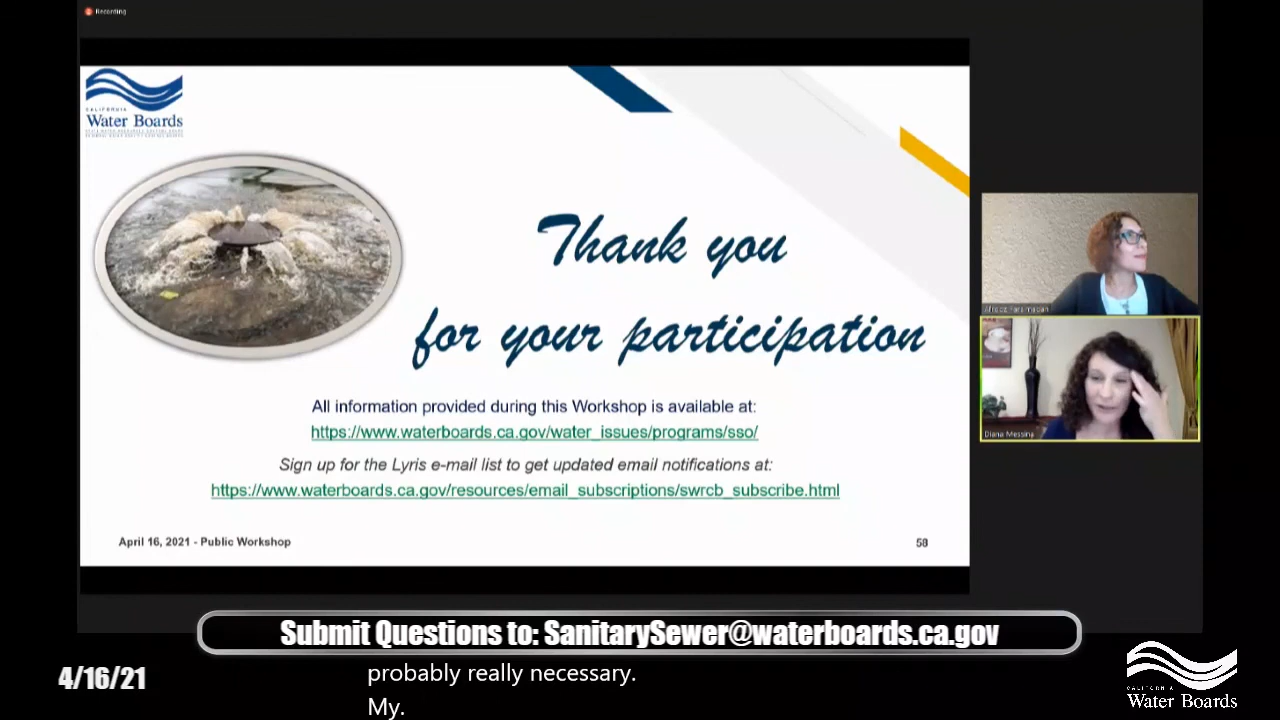 Recording
CALIFORNIA
Water Boards
Thank you
for your participation
All information provided during this Workshop is available at:
https://www.waterboards.ca.gov/water_issues/programs/sso/
Sign up for the Lyris e-mail list to get updated email notifications at:
https://www.waterboards.ca.gov/resources/email_subscriptions/swrcb_subscribe.html
April 16, 2021 - Public Workshop
58
Diana Messina
Submit Questions to: SanitarySewer@waterboards.ca.gov
4/16/21
probably really necessary.
My.
CALIFORNIA
Water Boards